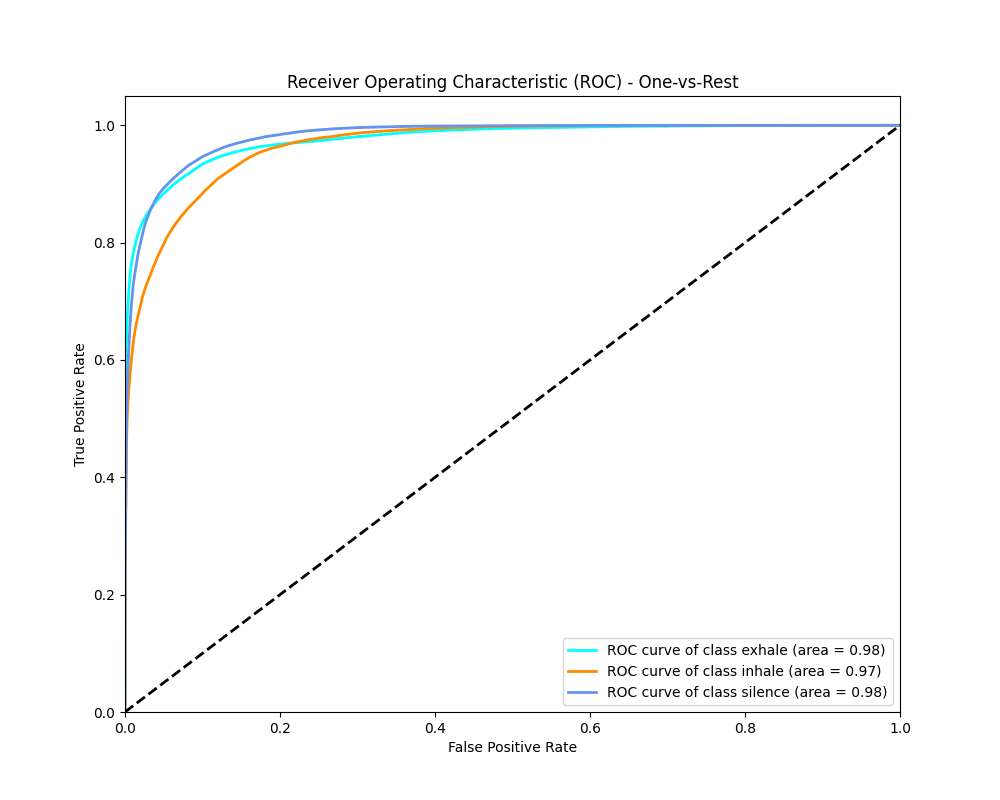 Receiver Operating Characteristic (ROC) - One-vs-Rest
1.0
0.8
0.6
0.4
0.2
0.0
True Positive Rate
ROC curve of class exhale (area = 0.98)
ROC curve of class inhale (area = 0.97)
ROC curve of class silence (area = 0.98)
0.0 0.2 0.4 0.6 0.8 1.0
False Positive Rate